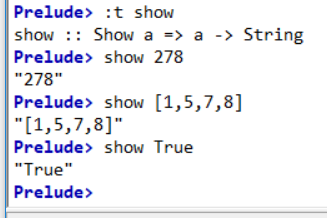 Prelude> :t show
show :: Show a => a -> String
Prelude> show 278
"278"
Prelude> show [1,5,7,8]
"[1,5,7,8]"
Prelude> show True
"True"
Prelude>